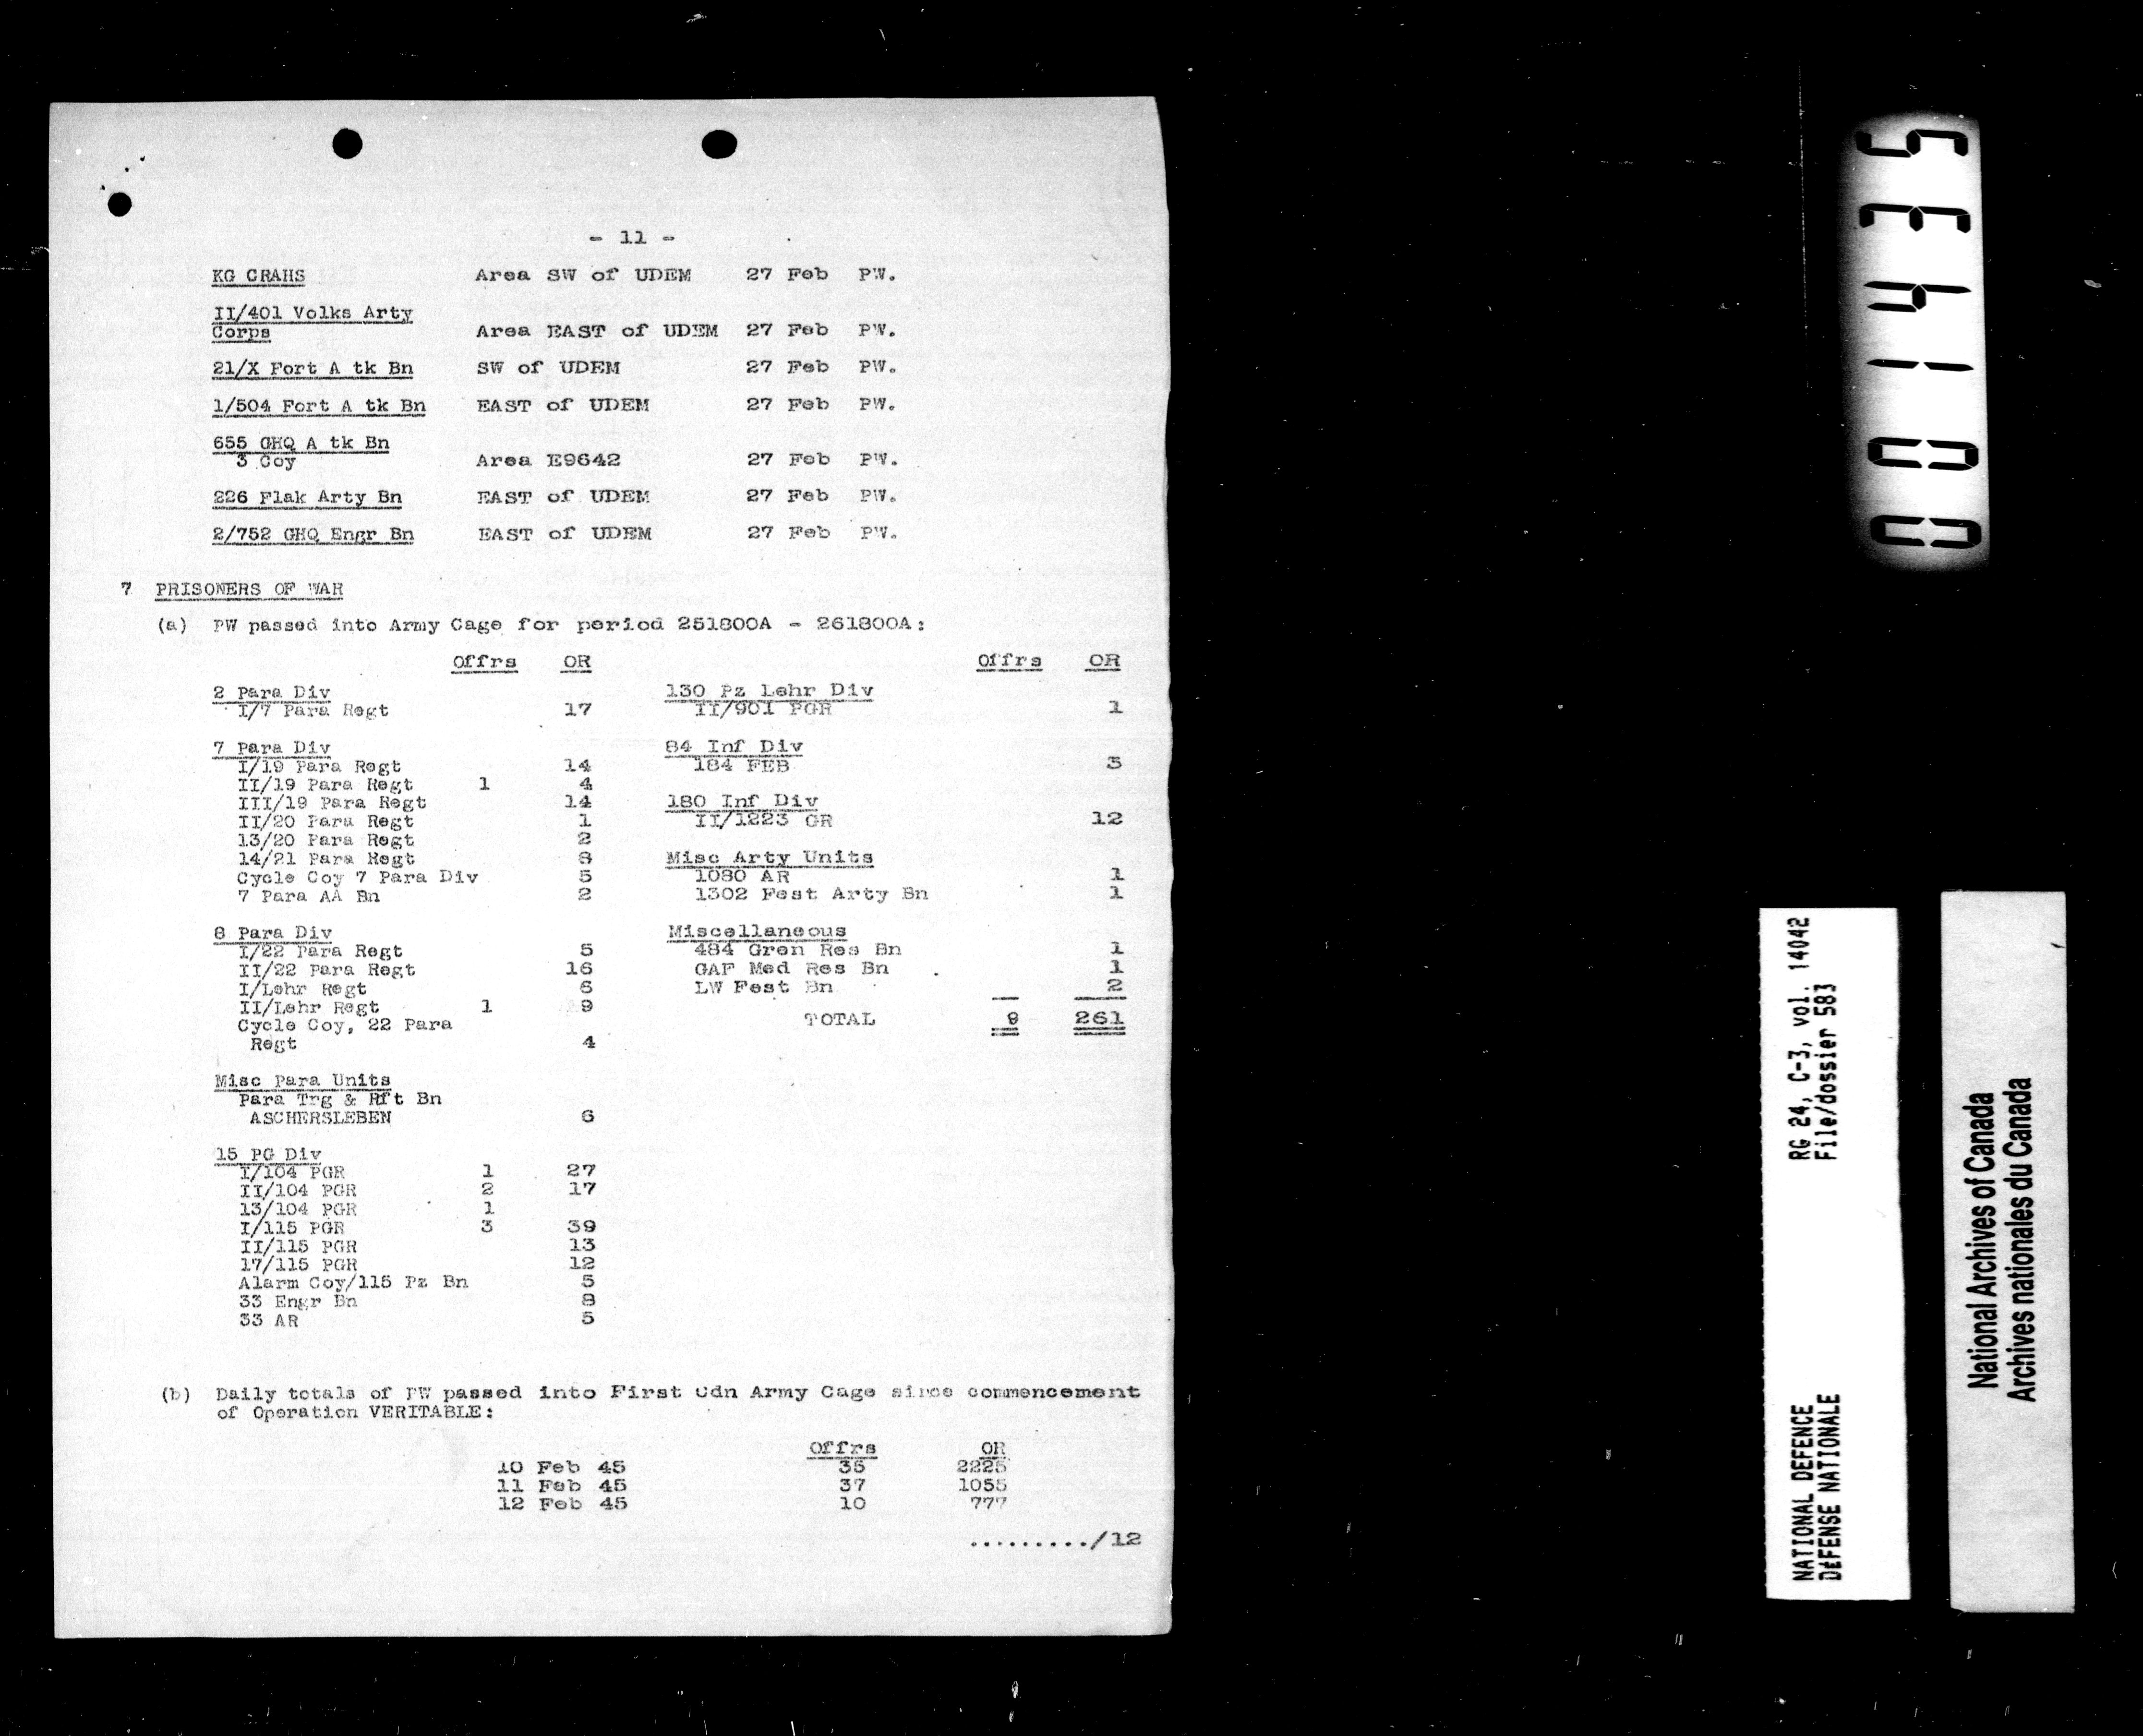 - 11 -
KG CRAHS Area SW of UDEM 27 Feb PW.
II/401 Volks Arty
Corps Area EAST of UDEM 27 Feb PW.
21/X Fort A tk Bn SW of UDEM 27 Feb PW.
1/504 Fort A tk Bn EAST of UDEM 27 Feb PW.
655 GHQ A tk Bn
3 Coy Area E9642 27 Feb PW.
226 Flak Arty Bn EAST of UDEM 27 Feb PW.
2/752 GHQ Engr Bn EAST of UDEM 27 Feb PW.
7 PRISONERS OF WAR
(a) PW passed into Army Cage for period 251800A - 261800A:
Offrs OR
2 Para Div
I/7 Para Regt 17
7 Para Div
I/19 Para Regt 14
II/19 Para Regt 1 4
III/19 Para Regt 14
II/20 Para Regt 1
13/20 Para Regt 2
14/21 Para Regt 8
Cycle Coy 7 Para Div 5
7 Para AA Bn 2
8 Para Div
I/22 Para Regt 5
II/22 Para Regt 16
I/Lehr Regt 6
II/Lehr Regt 1 9
Cycle Coy, 22 Para
Regt 4
Misc Para Units
Para Trg & Rft Bn
ASCHERSLEBEN 6
15 PG Div
I/104 PGR 1 27
II/104 PGR 2 17
13/104 PGR 1
I/115 PGR 3 39
II/115 PGR 13
17/115 PGR 12
Alarm Coy/115 Pz Bn 5
33 Engr Bn 8
33 AR 5
Offrs OR
130 Pz Lehr Div
II/901 PGR 1
84 Inf Div
184 FEB 3
180 Inf Div
II/1223 GR 12
Misc Arty Units
1080 AR 1
1302 Fest Arty Bn 1
Miscellaneous
484 Gren Res Bn 1
GAF Med Res Bn 1
LW Fest Bn 2
TOTAL 9 261
(b) Daily totals of PW passed into First Cdn Army Cage since commencement
of Operation VERITABLE:
Offrs OR
10 Feb 45 35 2225
11 Feb 45 37 1055
12 Feb 45 10 777
........./12
RG 24, C-3, vol. 14042
File/dossier 583
NATIONAL DEFENCE
DÉFENSE NATIONALE
National Archives of Canada
Archives nationales du Canada